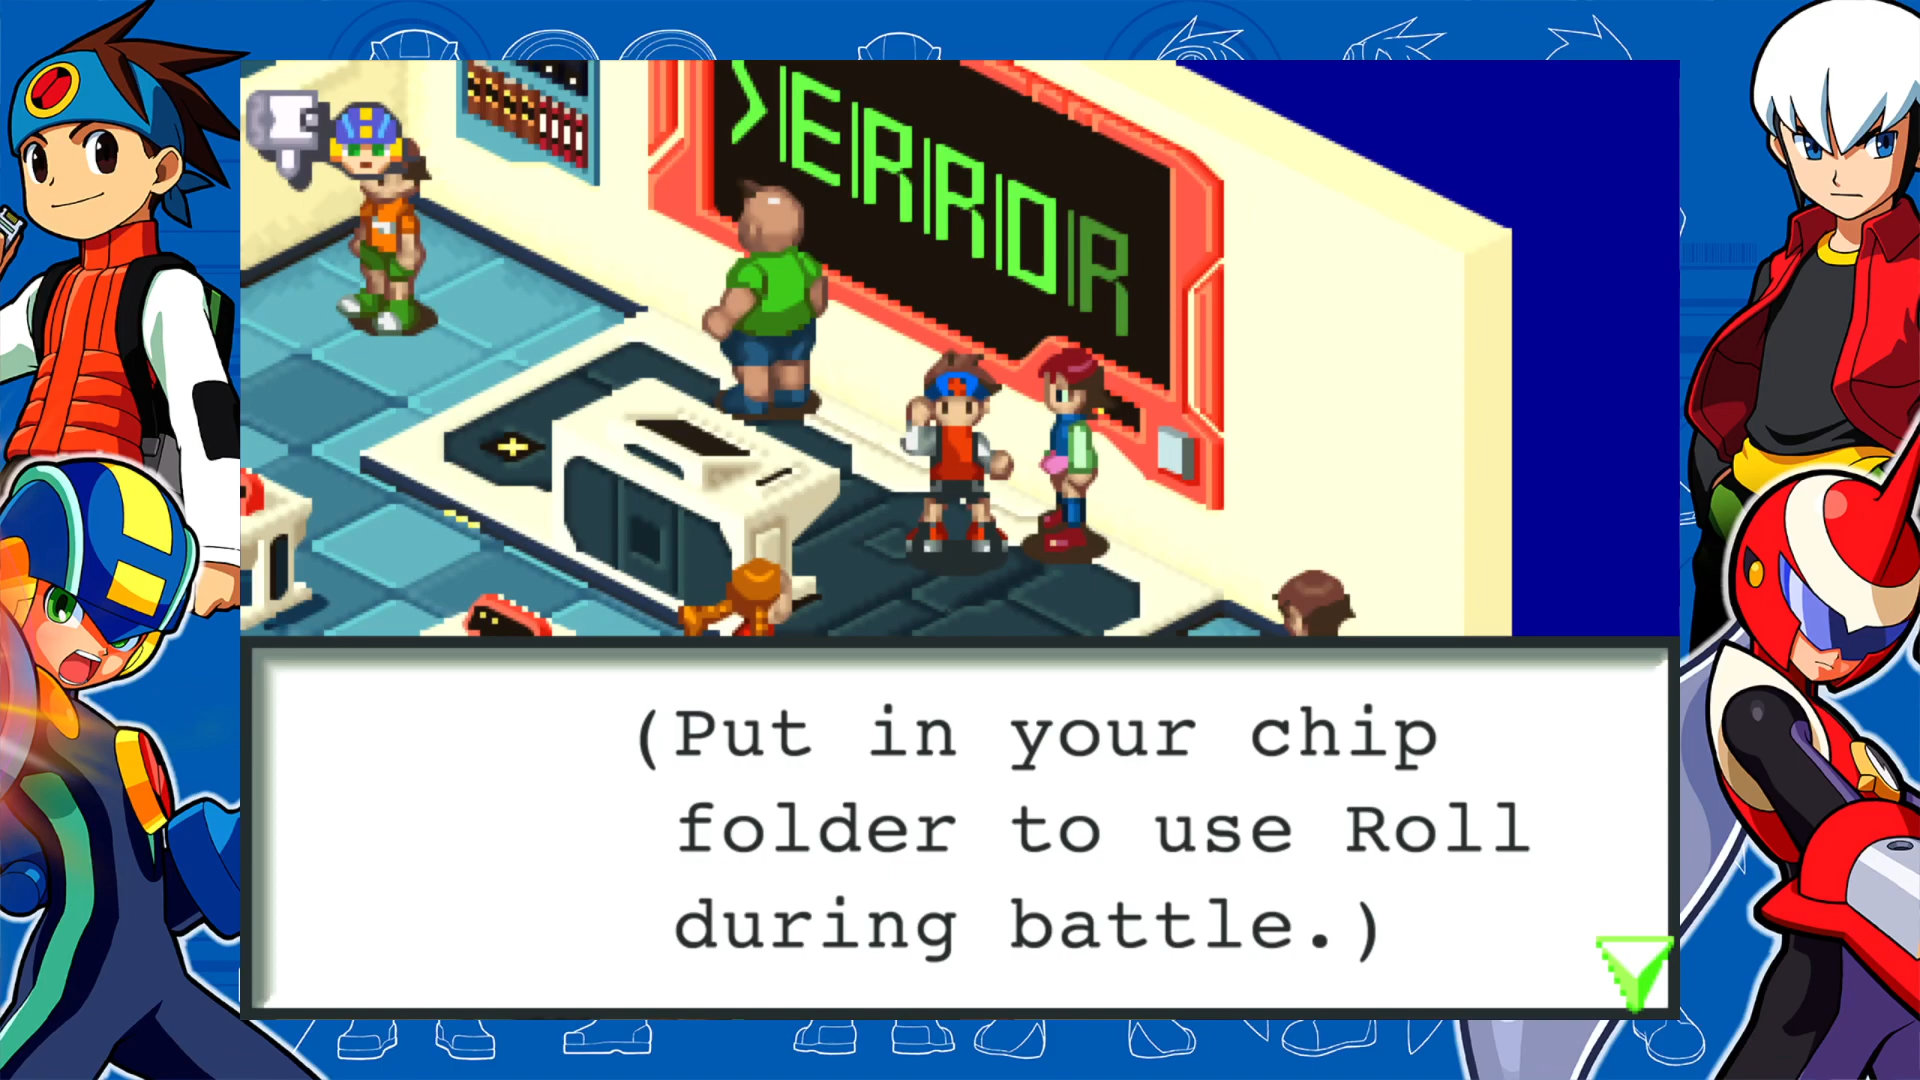 >ERROR
(Put in your chip
folder to use Roll
during battle.)